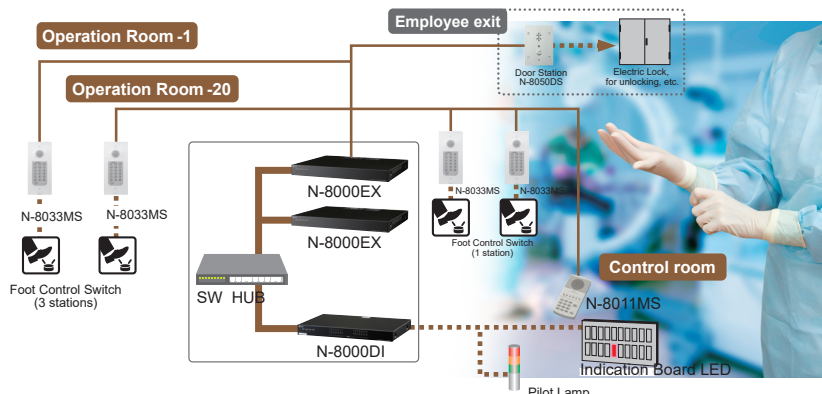 Employee exit
Operation Room -1
Door Station
N-8050DS
Electric Lock,
for unlocking, etc.
Operation Room -20
N-8000EX
N-8033MS
N-8033MS
N-8033MS
N-8033MS
N-8000EX
Foot Control Switch
(1 station)
Control room
Foot Control Switch
(3 stations)
SW HUB
N-8011MS
N-8000DI
Indication Board LED
Pilot Lamp